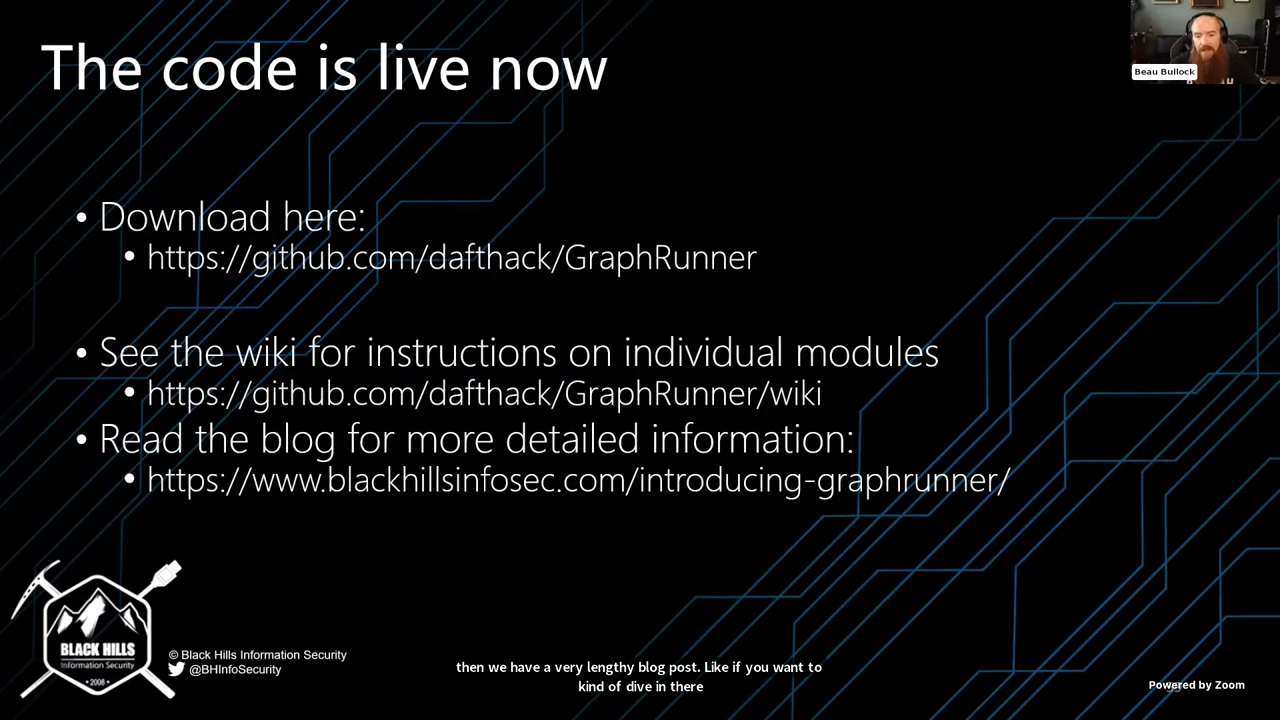 The code is live now
Beau Bullock
• Download here:
• https://github.com/dafthack/GraphRunner
• See the wiki for instructions on individual modules
• https://github.com/dafthack/GraphRunner/wiki
• Read the blog for more detailed information:
• https://www.blackhillsinfosec.com/introducing-graphrunner/
BLACK HILLS
Information Security
• 2008 •
© Black Hills Information Security
@BHInfoSecurity
then we have a very lengthy blog post. Like if you want to
kind of dive in there
Powered by Zoom